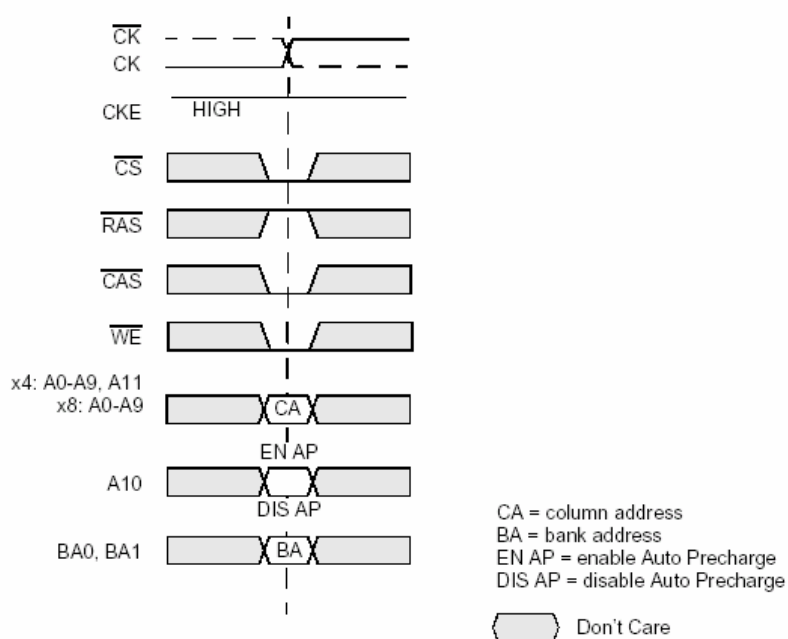 CK
CK
CKE HIGH
CS
RAS
CAS
WE
x4: A0-A9, A11
x8: A0-A9
CA
EN AP
A10
DIS AP
BA0, BA1
BA
CA = column address
BA = bank address
EN AP = enable Auto Precharge
DIS AP = disable Auto Precharge
Don't Care